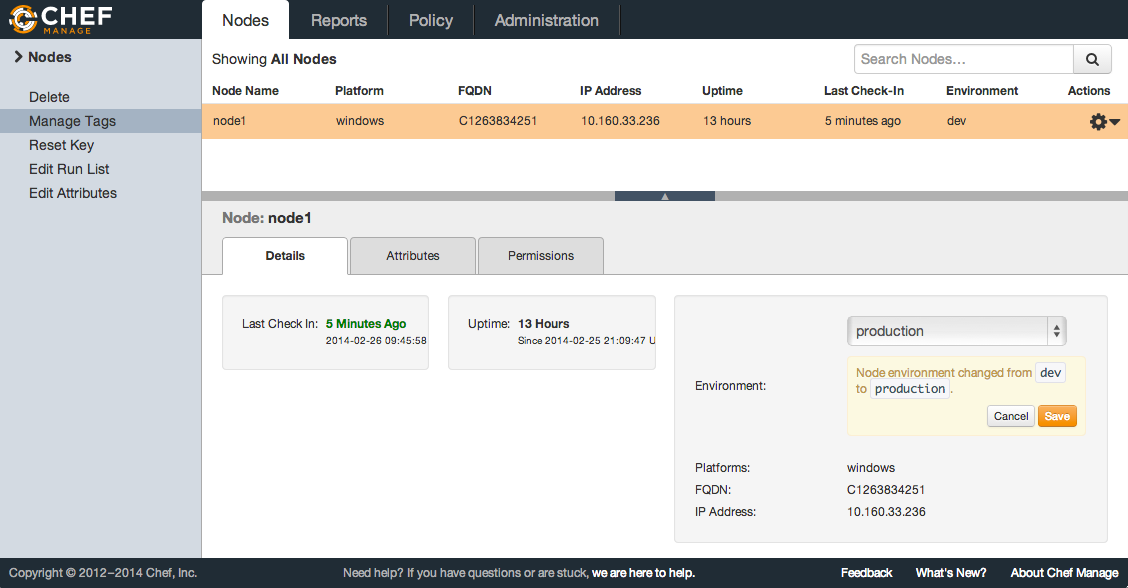 CHEF
MANAGE
Nodes
Reports
Policy
Administration
Nodes
Delete
Manage Tags
Reset Key
Edit Run List
Edit Attributes
Showing All Nodes
Search Nodes...
Node Name Platform FQDN IP Address Uptime Last Check-In Environment Actions
node1 windows C1263834251 10.160.33.236 13 hours 5 minutes ago dev
Node: node1
Details
Attributes
Permissions
Last Check In: 5 Minutes Ago
2014-02-26 09:45:58
Uptime: 13 Hours
Since 2014-02-25 21:09:47 U
production
Environment:
Node environment changed from dev
to production.
Cancel
Save
Platforms: windows
FQDN: C1263834251
IP Address: 10.160.33.236
Copyright © 2012–2014 Chef, Inc.
Need help? If you have questions or are stuck, we are here to help.
Feedback
What's New?
About Chef Manage